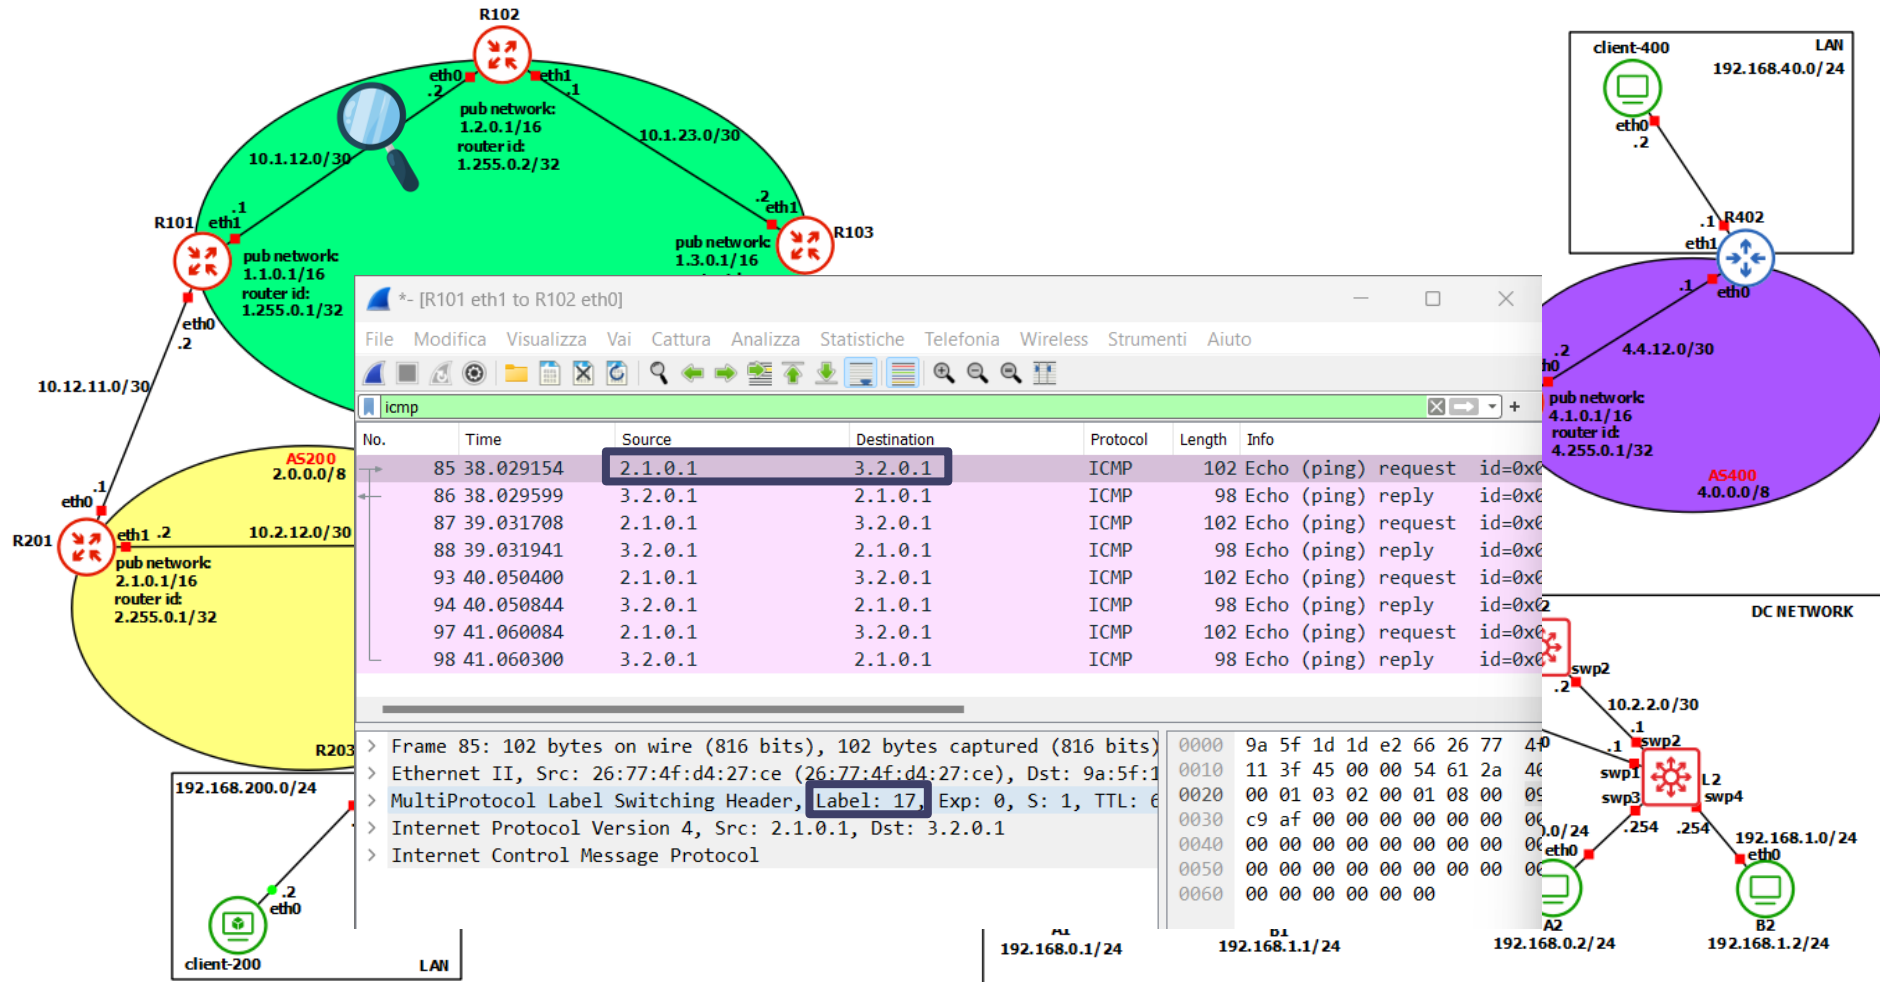 R102
eth0
.2
eth1
.1
pub network:
1.2.0.1/16
router id:
1.255.0.2/32
10.1.12.0/30
10.1.23.0/30
R101
.1
eth1
pub network:
1.1.0.1/16
router id:
1.255.0.1/32
eth0
.2
.2
eth1
R103
pub network:
1.3.0.1/16
10.12.11.0/30
AS200
2.0.0.0/8
.1
eth0
R201
eth1 .2
10.2.12.0/30
pub network:
2.1.0.1/16
router id:
2.255.0.1/32
R203
192.168.200.0/24
.2
eth0
client-200
LAN
client-400
LAN
192.168.40.0/24
eth0
.2
.1
R402
eth1
.1
eth0
.2
4.4.12.0/30
pub network:
4.1.0.1/16
router id:
4.255.0.1/32
AS400
4.0.0.0/8
DC NETWORK
swp2
.2
10.2.2.0/30
.1
.1
swp2
swp1
L2
swp3
swp4
.254
.254
192.168.1.0/24
eth0
eth0
A2
192.168.0.2/24
B2
192.168.1.2/24
A1
192.168.0.1/24
B1
192.168.1.1/24
*- [R101 eth1 to R102 eth0]
File Modifica Visualizza Vai Cattura Analizza Statistiche Telefonia Wireless Strumenti Aiuto
icmp
No. Time Source Destination Protocol Length Info
85 38.029154 2.1.0.1 3.2.0.1 ICMP 102 Echo (ping) request id=0x0
86 38.029599 3.2.0.1 2.1.0.1 ICMP 98 Echo (ping) reply id=0x0
87 39.031708 2.1.0.1 3.2.0.1 ICMP 102 Echo (ping) request id=0x0
88 39.031941 3.2.0.1 2.1.0.1 ICMP 98 Echo (ping) reply id=0x0
93 40.050400 2.1.0.1 3.2.0.1 ICMP 102 Echo (ping) request id=0x0
94 40.050844 3.2.0.1 2.1.0.1 ICMP 98 Echo (ping) reply id=0x0
97 41.060084 2.1.0.1 3.2.0.1 ICMP 102 Echo (ping) request id=0x0
98 41.060300 3.2.0.1 2.1.0.1 ICMP 98 Echo (ping) reply id=0x0
Frame 85: 102 bytes on wire (816 bits), 102 bytes captured (816 bits)
Ethernet II, Src: 26:77:4f:d4:27:ce (26:77:4f:d4:27:ce), Dst: 9a:5f:1
MultiProtocol Label Switching Header, Label: 17, Exp: 0, S: 1, TTL: 6
Internet Protocol Version 4, Src: 2.1.0.1, Dst: 3.2.0.1
Internet Control Message Protocol
0000 9a 5f 1d 1d e2 66 26 77 4f
0010 11 3f 45 00 00 54 61 2a 40
0020 00 01 03 02 00 01 08 00 09
0030 c9 af 00 00 00 00 00 00 00
0040 00 00 00 00 00 00 00 00 00
0050 00 00 00 00 00 00 00 00 00
0060 00 00 00 00 00 00